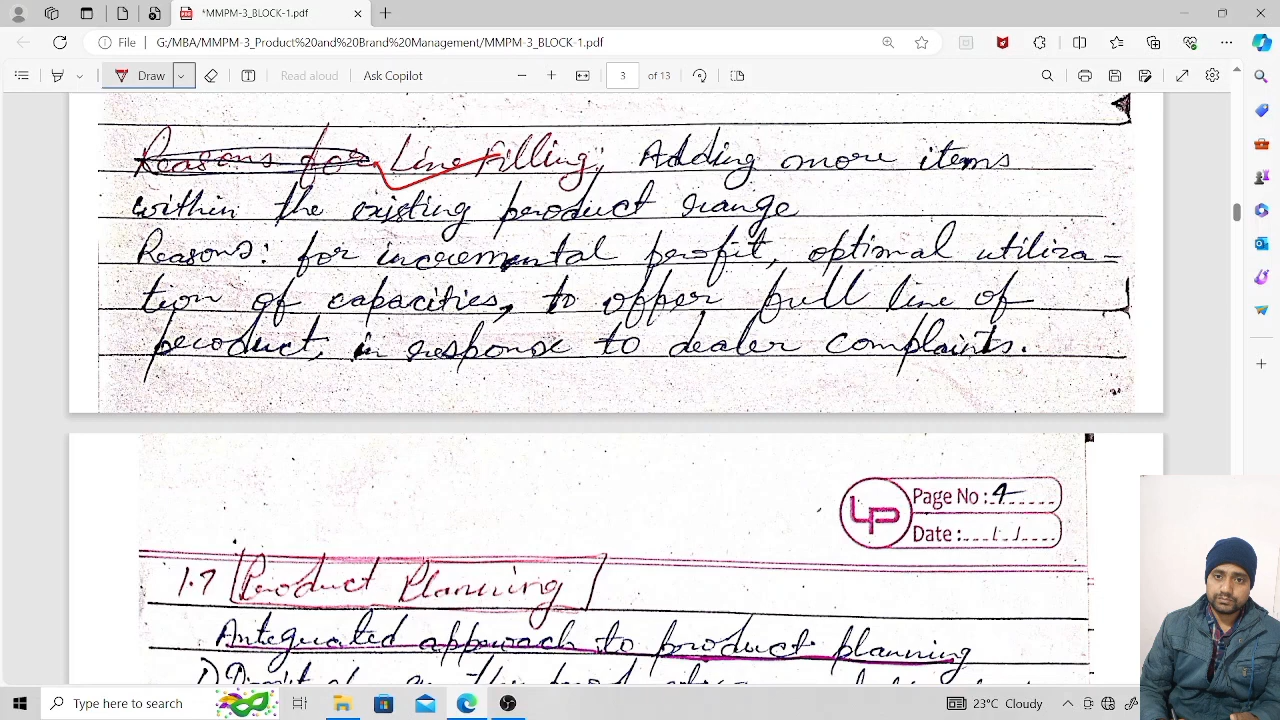 *MMPM-3_BLOCK-1.pdf
File G:/MBA/MMPM-3_Product%20and%20Brand%20Management/MMPM-3_BLOCK-1.pdf
Draw Read aloud Ask Copilot 3 of 13
Reasons for Line Filling; Adding more items
within the existing product range
Reasons: for incremental profit, optimal utiliza-
tion of capacities, to offer full line of
product, in response to dealer complaints.
LP
Page No : 4
Date :
1.7 Product Planning
Integrated approach to product planning
1)
Type here to search 23°C Cloudy ENG